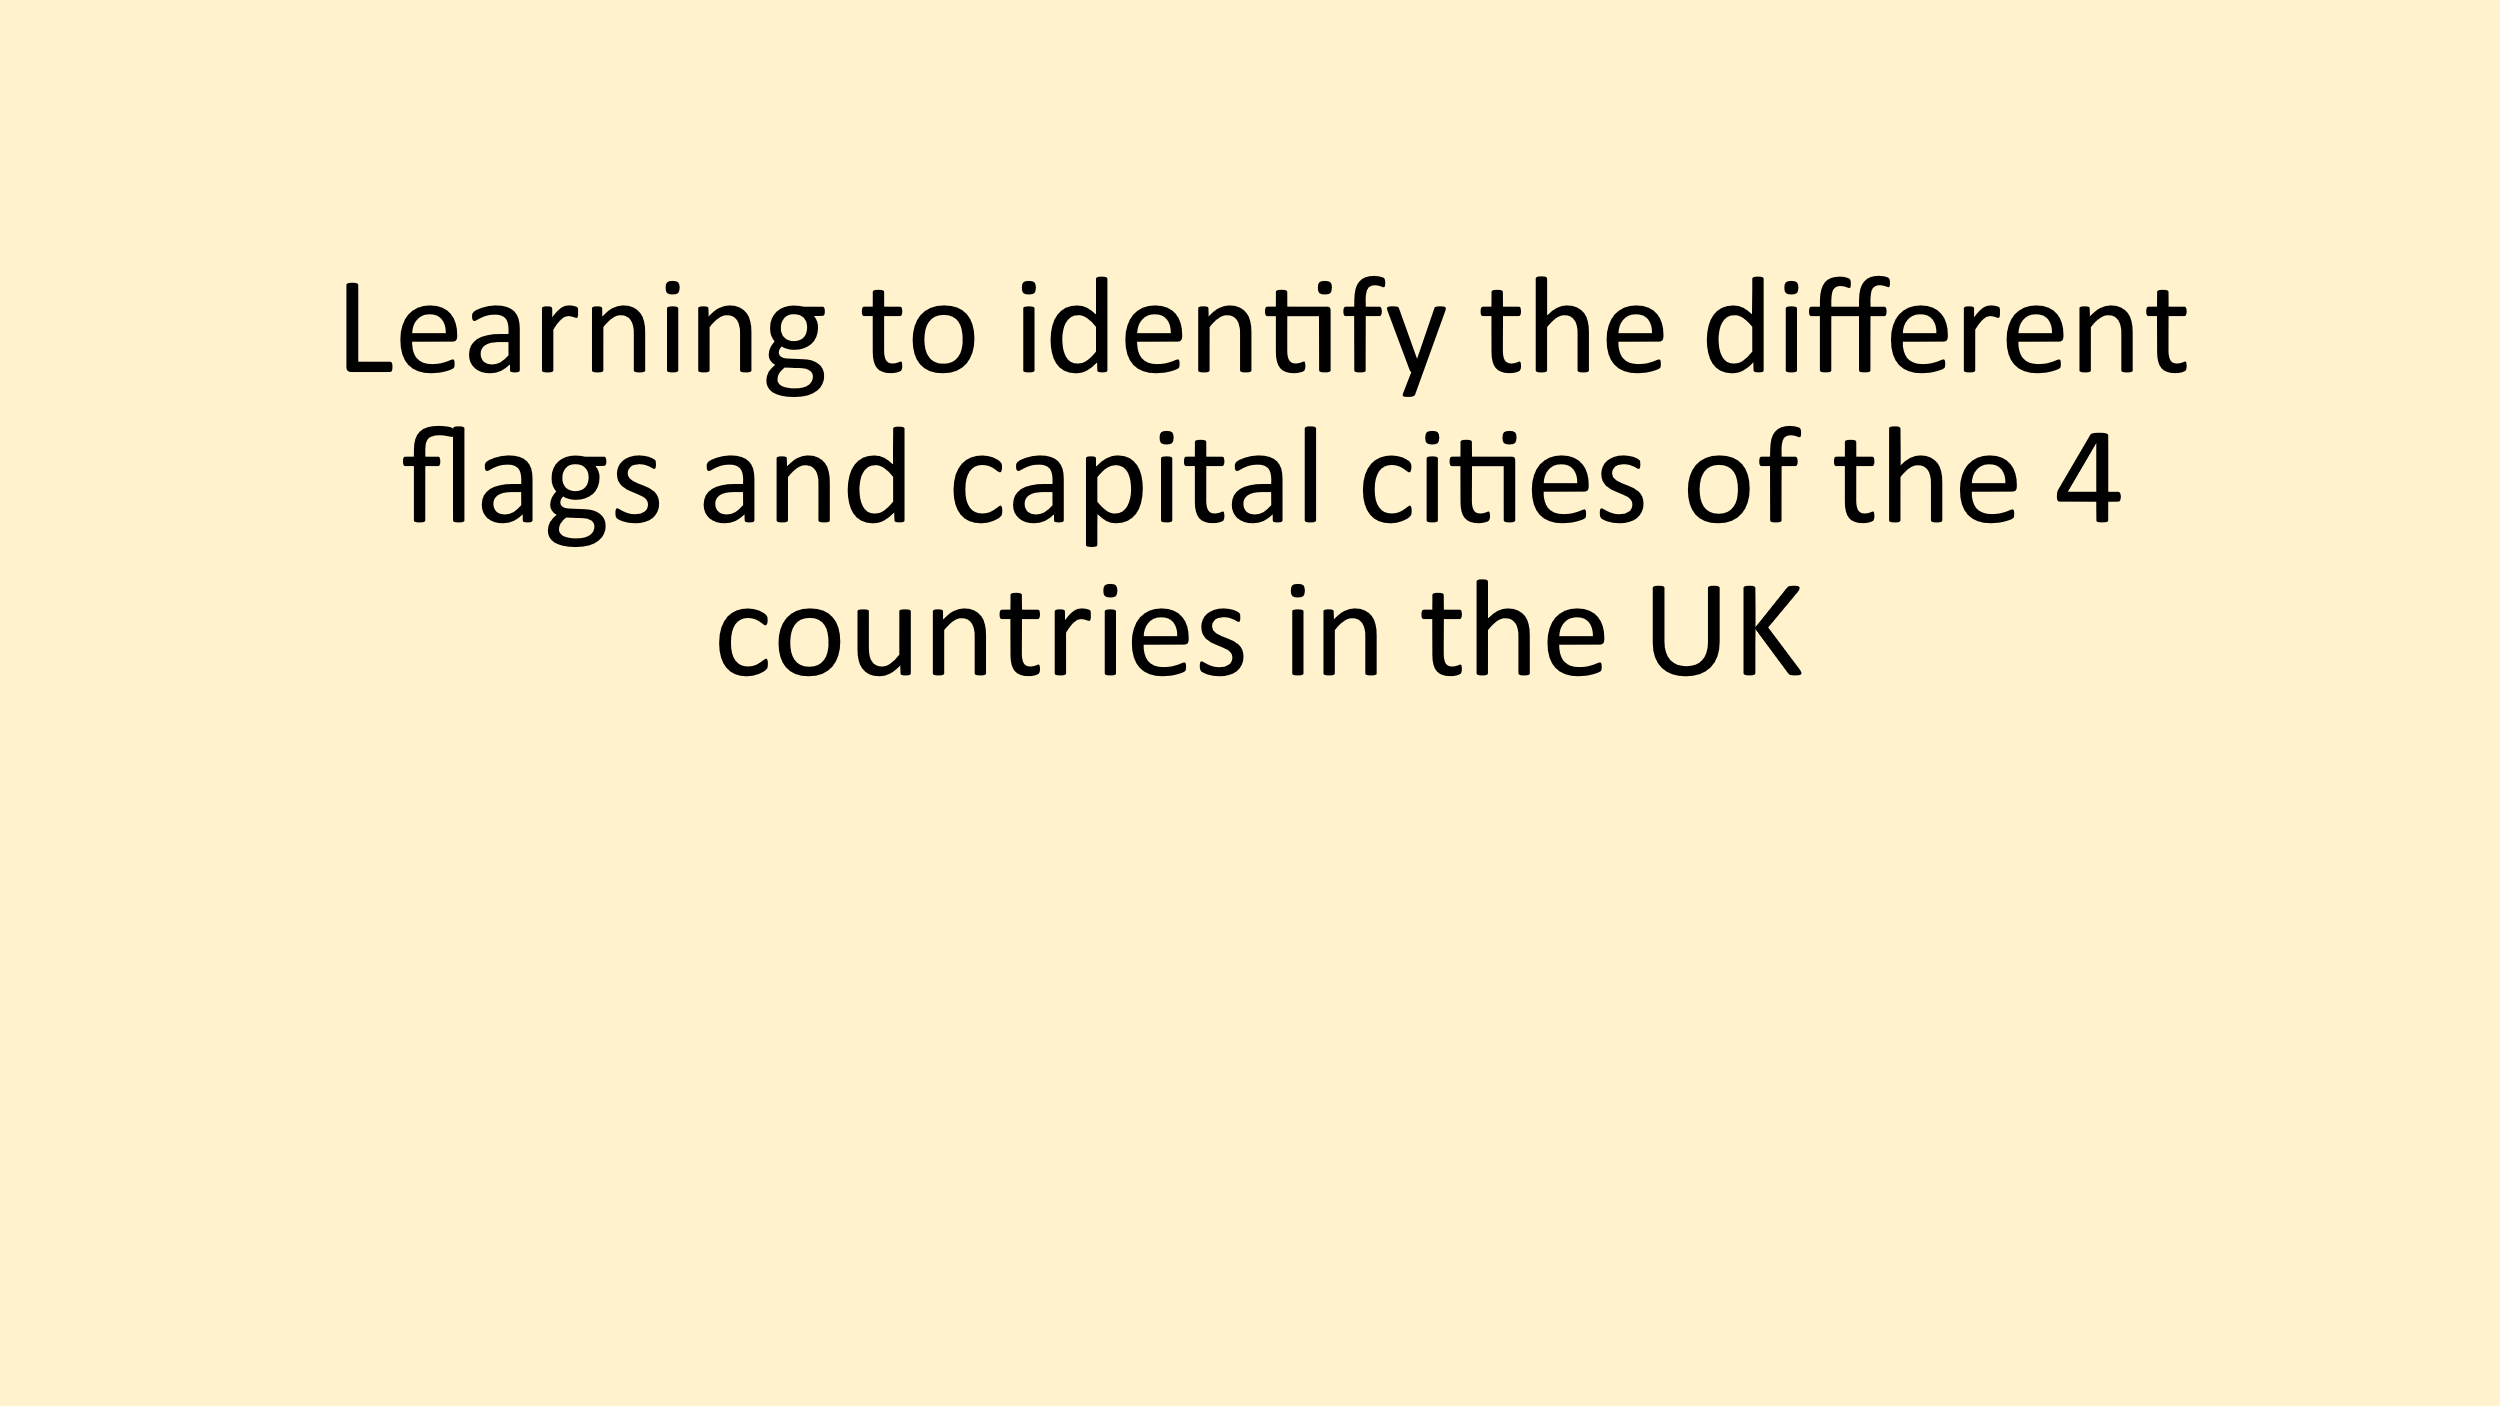 Learning to identify the different
flags and capital cities of the 4
countries in the UK